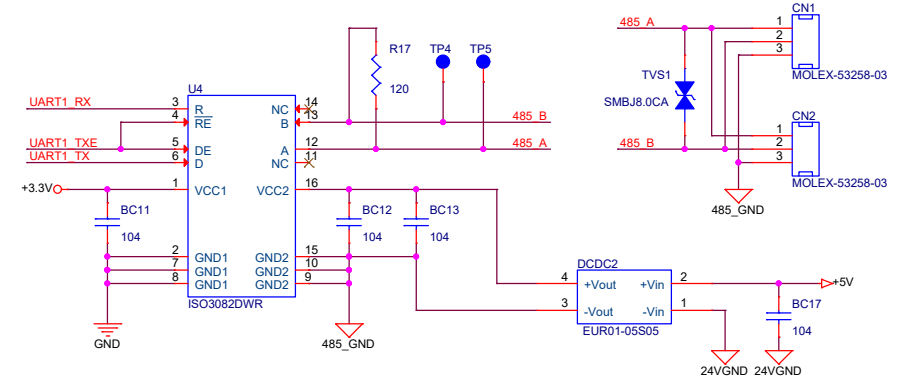 CN1
485_A
1
2
3
MOLEX-53258-03
TVS1
SMBJ8.0CA
CN2
485_B
1
2
3
MOLEX-53258-03
485_GND
R17
120
TP4
TP5
U4
UART1_RX
3
R
NC
14
4
RE
B
13
485_B
UART1_TXE
5
DE
A
12
485_A
UART1_TX
6
D
NC
11
+3.3V
1
VCC1
VCC2
16
BC11
104
BC12
104
BC13
104
2
GND1
GND2
15
7
GND1
GND2
10
8
GND1
GND2
9
ISO3082DWR
GND
485_GND
DCDC2
4
+Vout
+Vin
2
+5V
3
-Vout
-Vin
1
EUR01-05S05
BC17
104
24VGND
24VGND